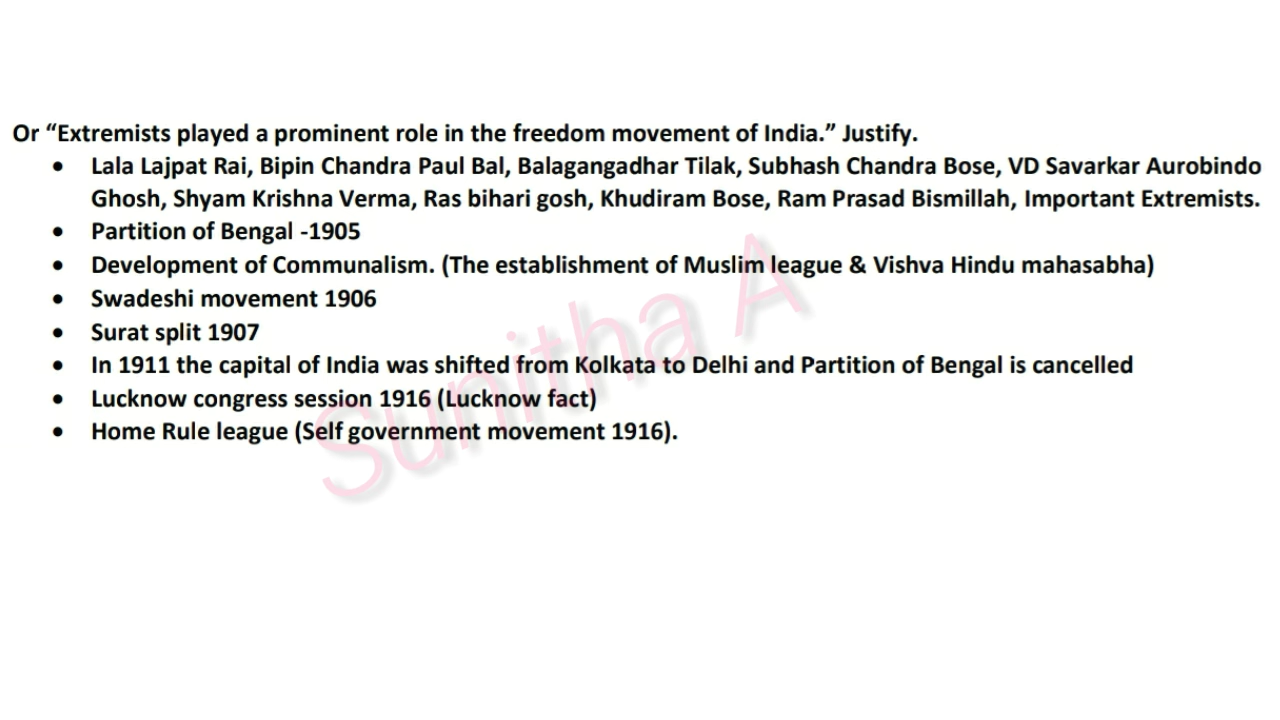 Or “Extremists played a prominent role in the freedom movement of India.” Justify.
• Lala Lajpat Rai, Bipin Chandra Paul Bal, Balagangadhar Tilak, Subhash Chandra Bose, VD Savarkar Aurobindo
Ghosh, Shyam Krishna Verma, Ras bihari gosh, Khudiram Bose, Ram Prasad Bismillah, Important Extremists.
• Partition of Bengal -1905
• Development of Communalism. (The establishment of Muslim league & Vishva Hindu mahasabha)
• Swadeshi movement 1906
• Surat split 1907
• In 1911 the capital of India was shifted from Kolkata to Delhi and Partition of Bengal is cancelled
• Lucknow congress session 1916 (Lucknow fact)
• Home Rule league (Self government movement 1916).
Sunitha A